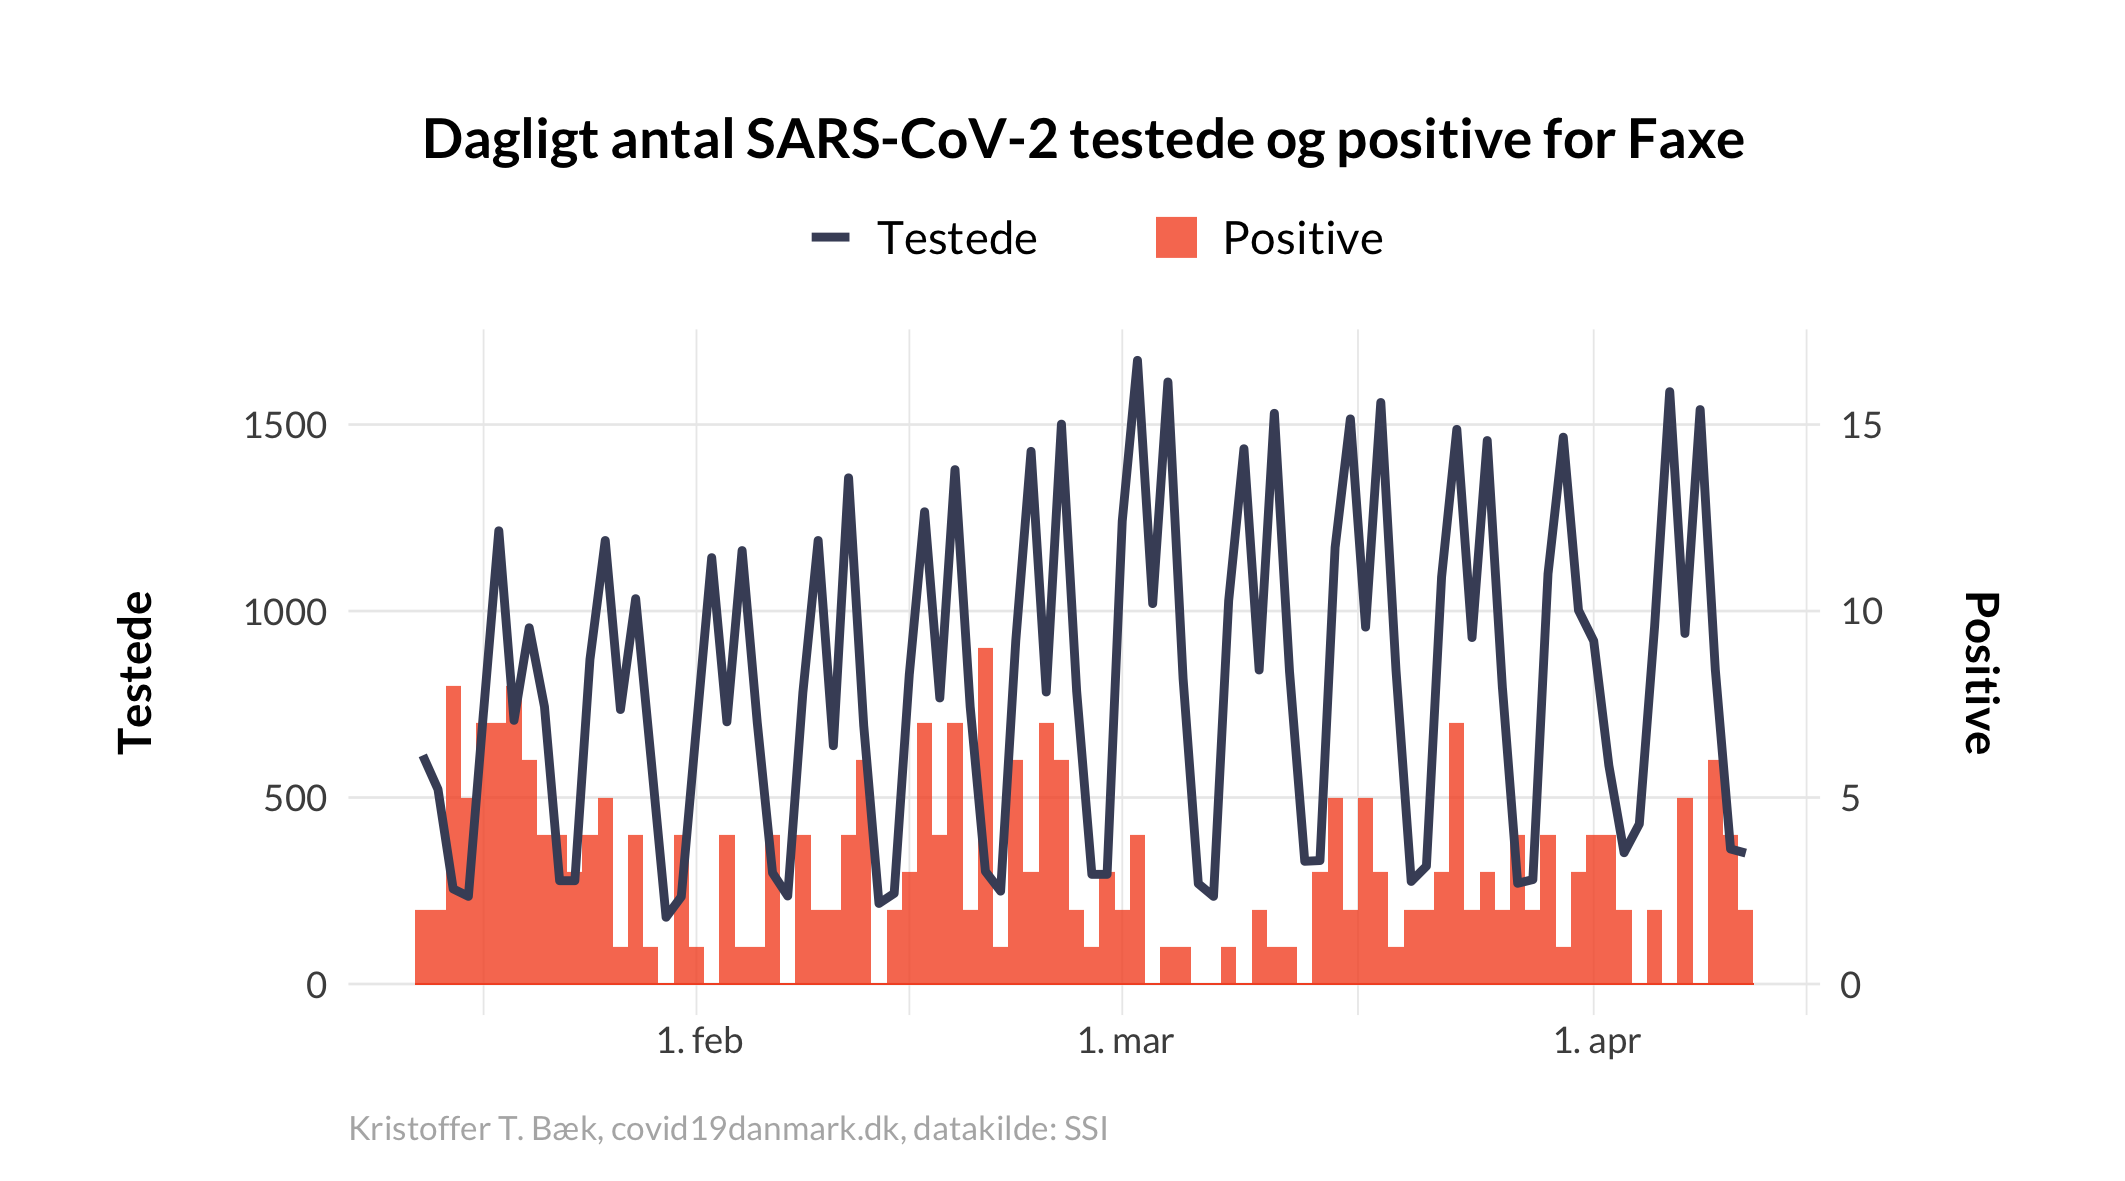 Dagligt antal SARS-CoV-2 testede og positive for Faxe
Testede
Positive
1500
1000
500
0
15
10
5
0
Testede
Positive
1. feb
1. mar
1. apr
Kristoffer T. Bæk, covid19danmark.dk, datakilde: SSI